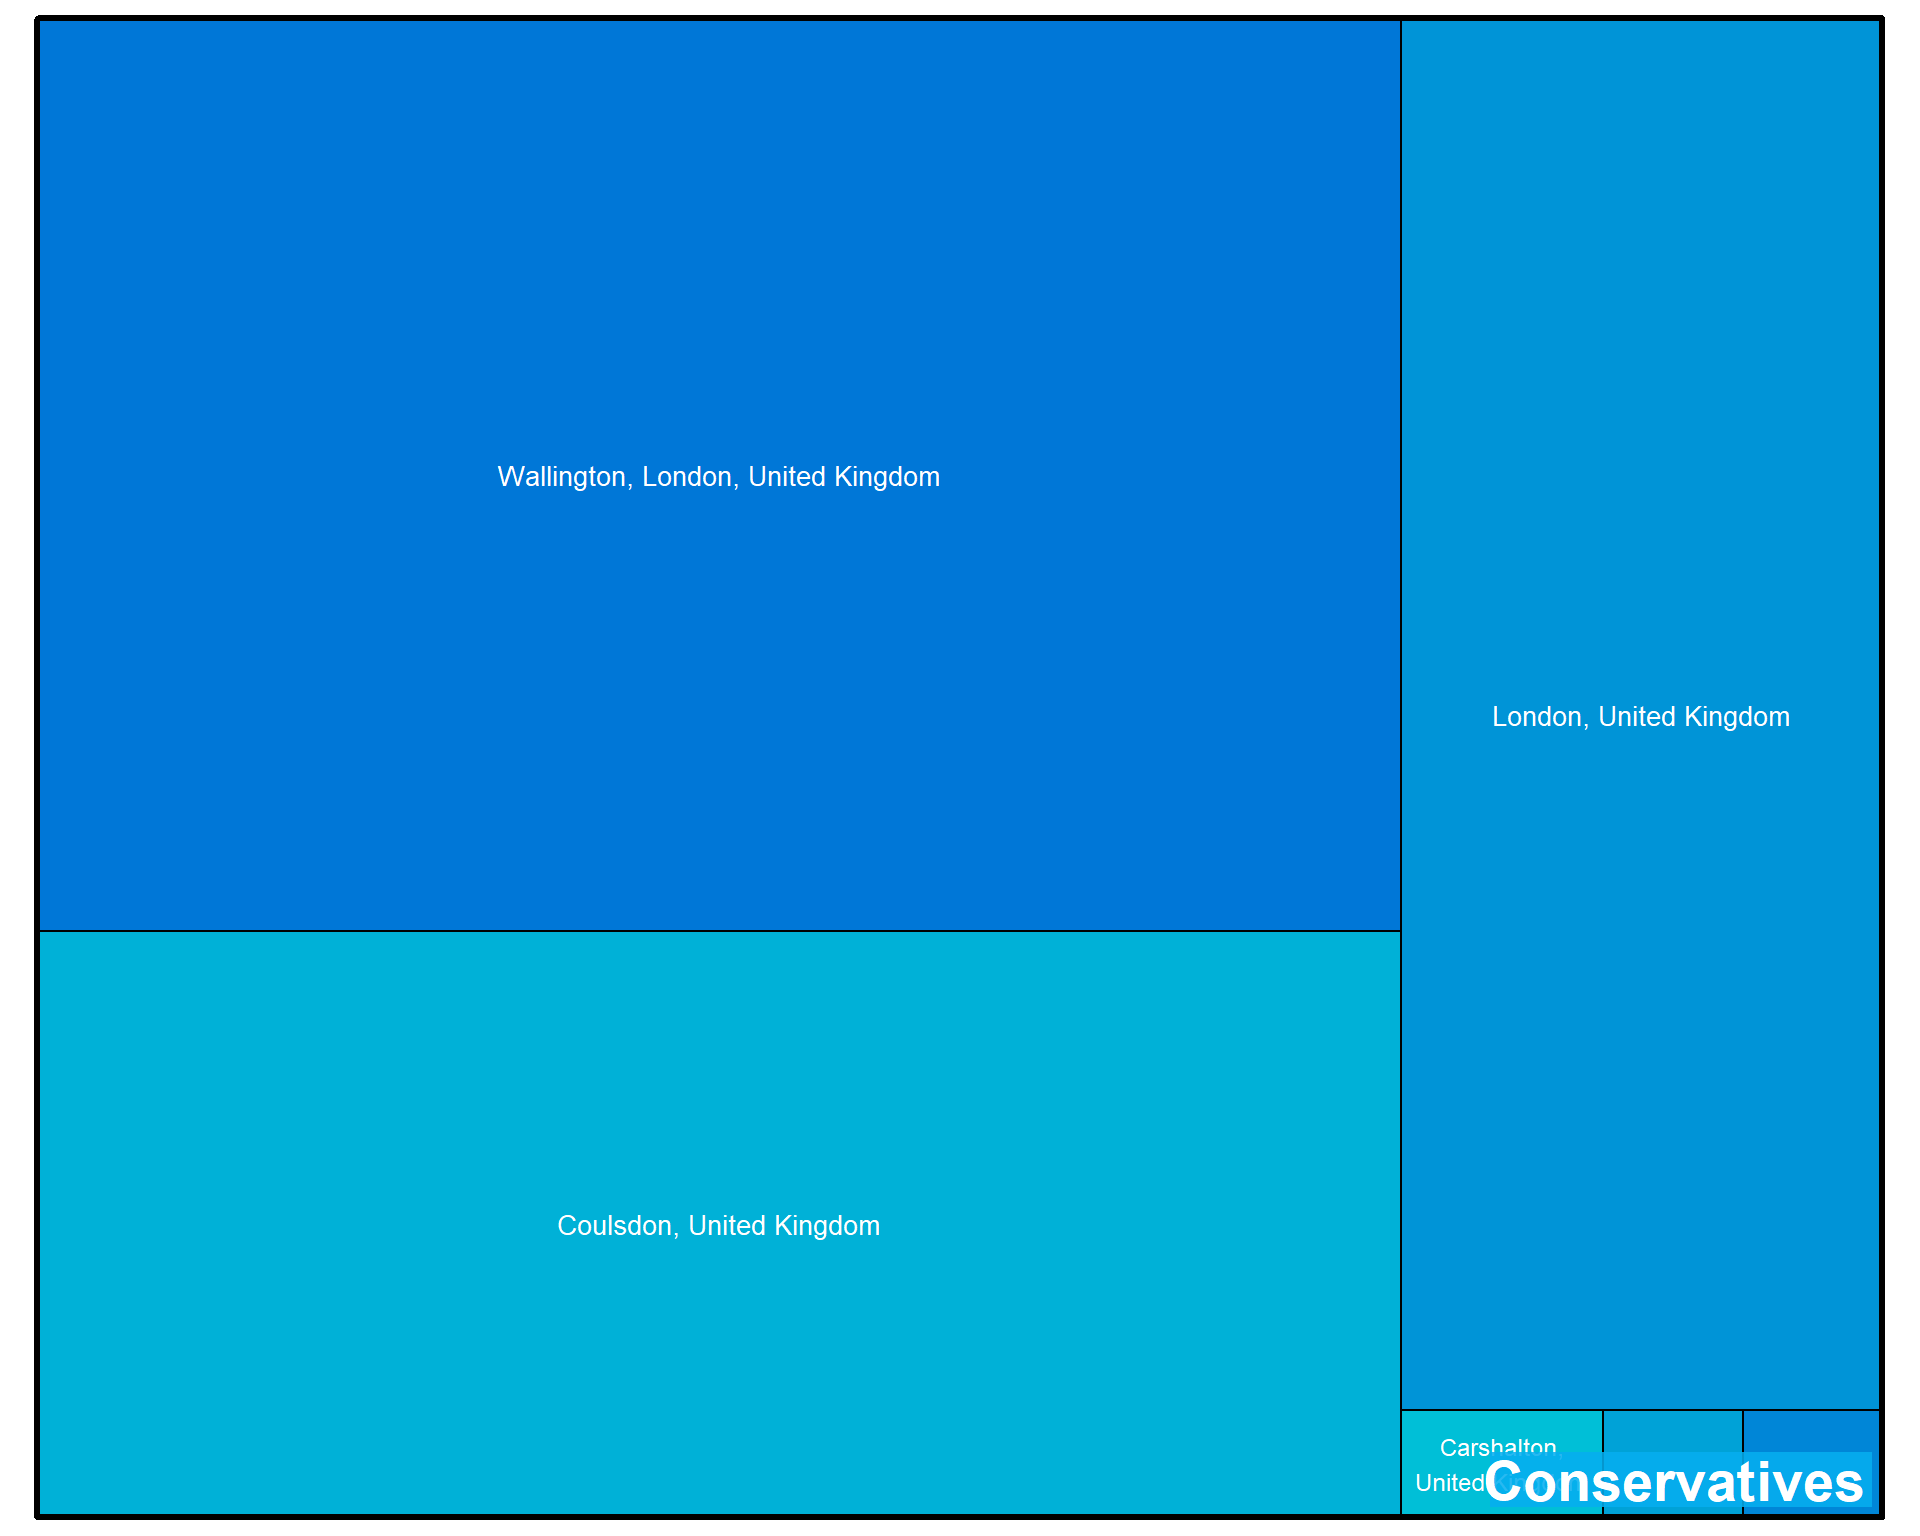 Wallington, London, United Kingdom
London, United Kingdom
Coulsdon, United Kingdom
Carshalton,
United
Conservatives